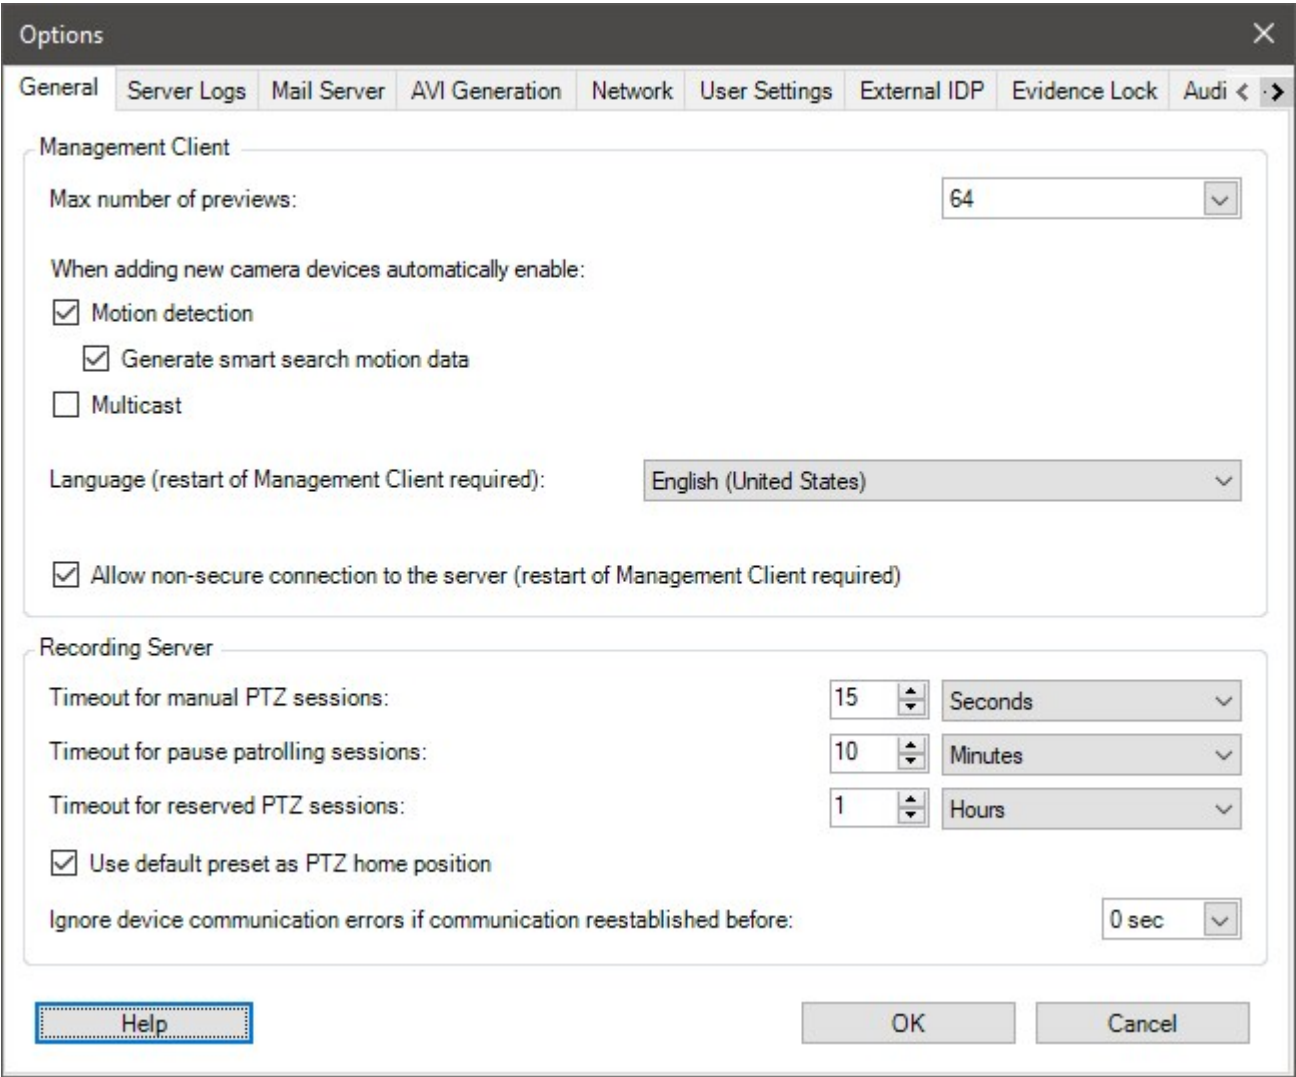 Options
General Server Logs Mail Server AVI Generation Network User Settings External IDP Evidence Lock Audi
Management Client
Max number of previews: 64
When adding new camera devices automatically enable:
Motion detection
Generate smart search motion data
Multicast
Language (restart of Management Client required): English (United States)
Allow non-secure connection to the server (restart of Management Client required)
Recording Server
Timeout for manual PTZ sessions: 15 Seconds
Timeout for pause patrolling sessions: 10 Minutes
Timeout for reserved PTZ sessions: 1 Hours
Use default preset as PTZ home position
Ignore device communication errors if communication reestablished before: 0 sec
Help OK Cancel